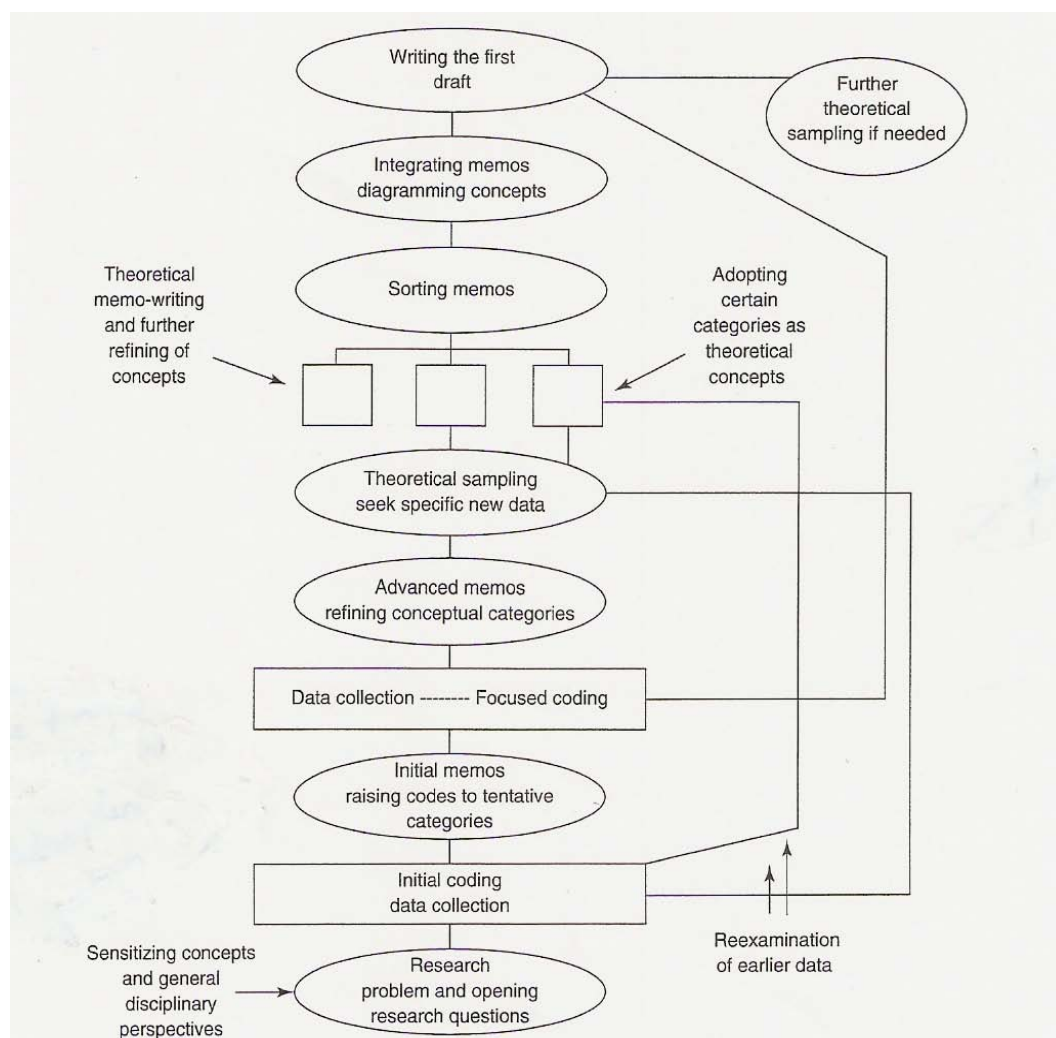 Writing the first
draft
Further
theoretical
sampling if needed
Integrating memos
diagramming concepts
Theoretical
memo-writing
and further
refining of
concepts
Sorting memos
Adopting
certain
categories as
theoretical
concepts
Theoretical sampling
seek specific new data
Advanced memos
refining conceptual categories
Data collection -------- Focused coding
Initial memos
raising codes to tentative
categories
Initial coding
data collection
Reexamination
of earlier data
Sensitizing concepts
and general
disciplinary
perspectives
Research
problem and opening
research questions